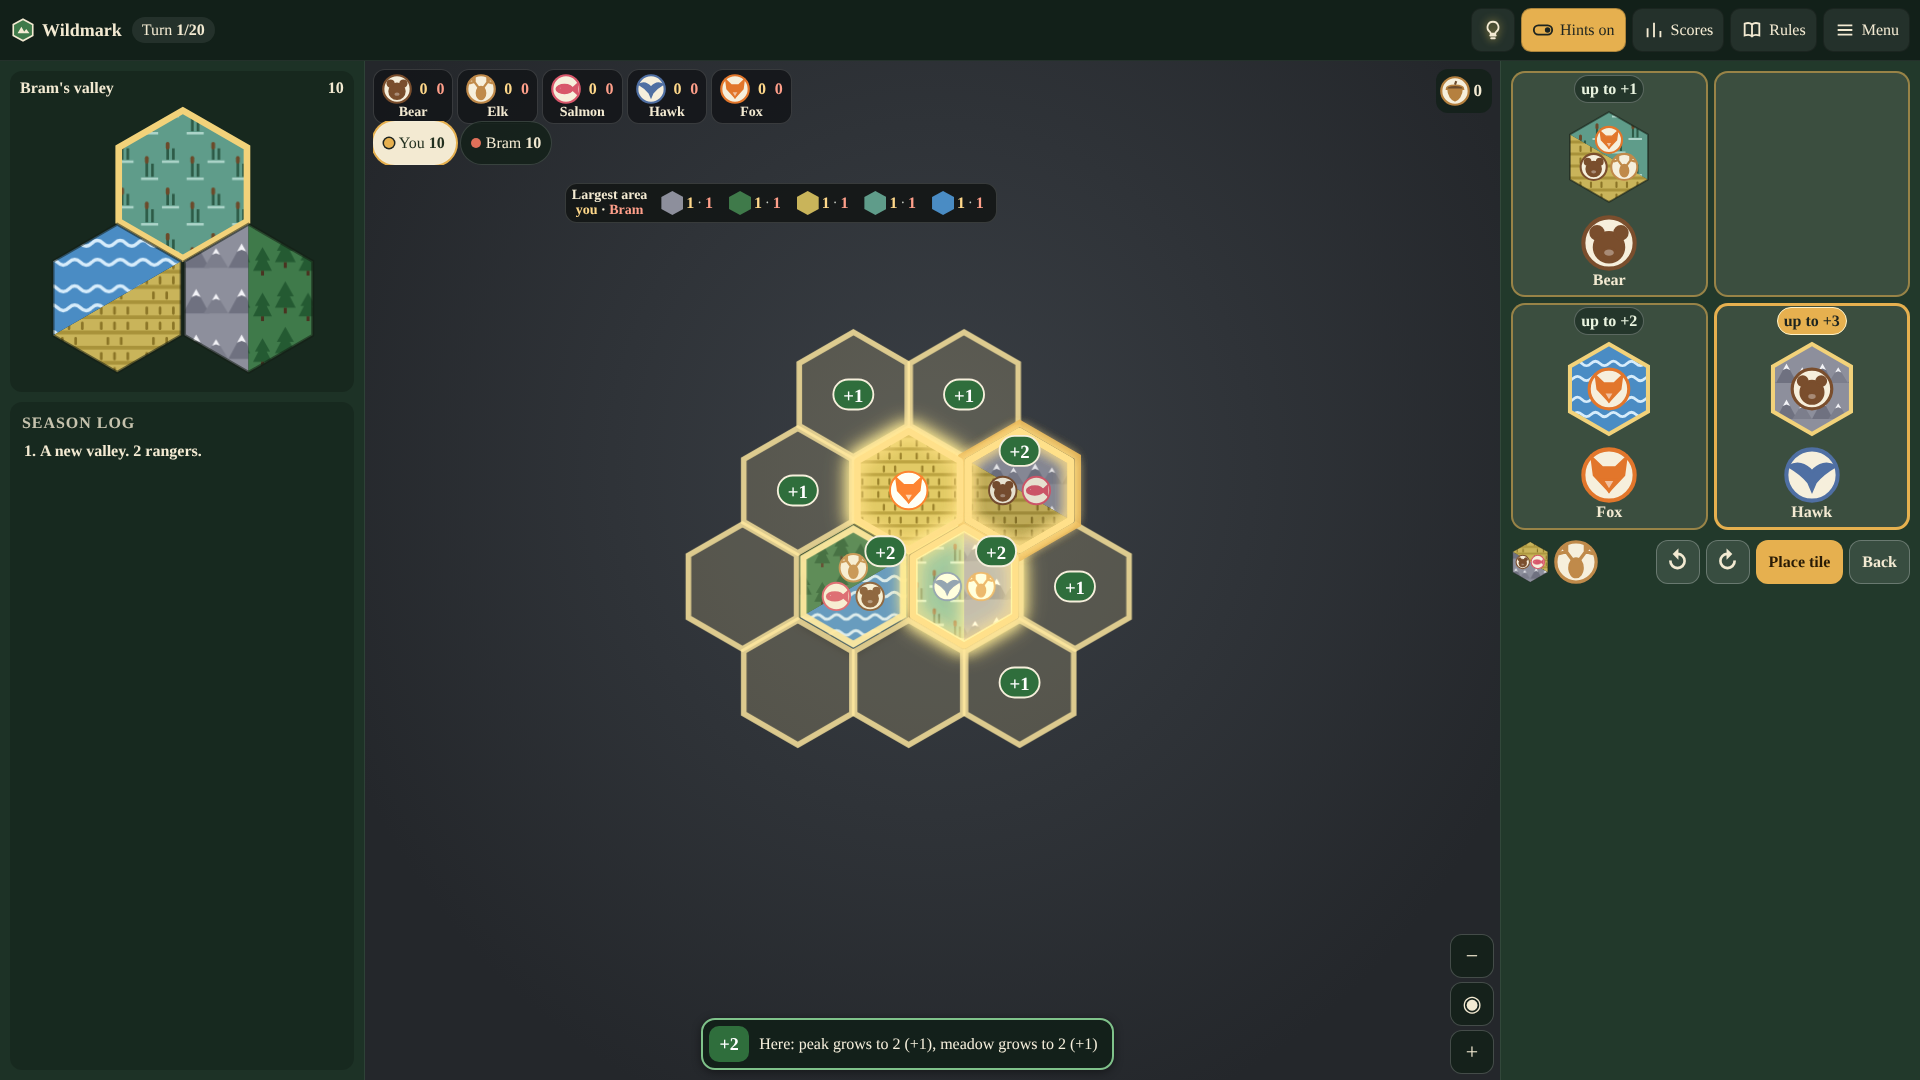 Wildmark
Turn 1/20
Hints on
Scores
Rules
Menu
Bram's valley
10
SEASON LOG
1. A new valley. 2 rangers.
0 0
Bear
0 0
Elk
0 0
Salmon
0 0
Hawk
0 0
Fox
0
You 10
Bram 10
Largest area
you · Bram
1 · 1
1 · 1
1 · 1
1 · 1
1 · 1
+1
+1
+2
+1
+2
+2
+1
+1
+2
Here: peak grows to 2 (+1), meadow grows to 2 (+1)
−
+
up to +1
Bear
up to +2
Fox
up to +3
Hawk
Place tile
Back